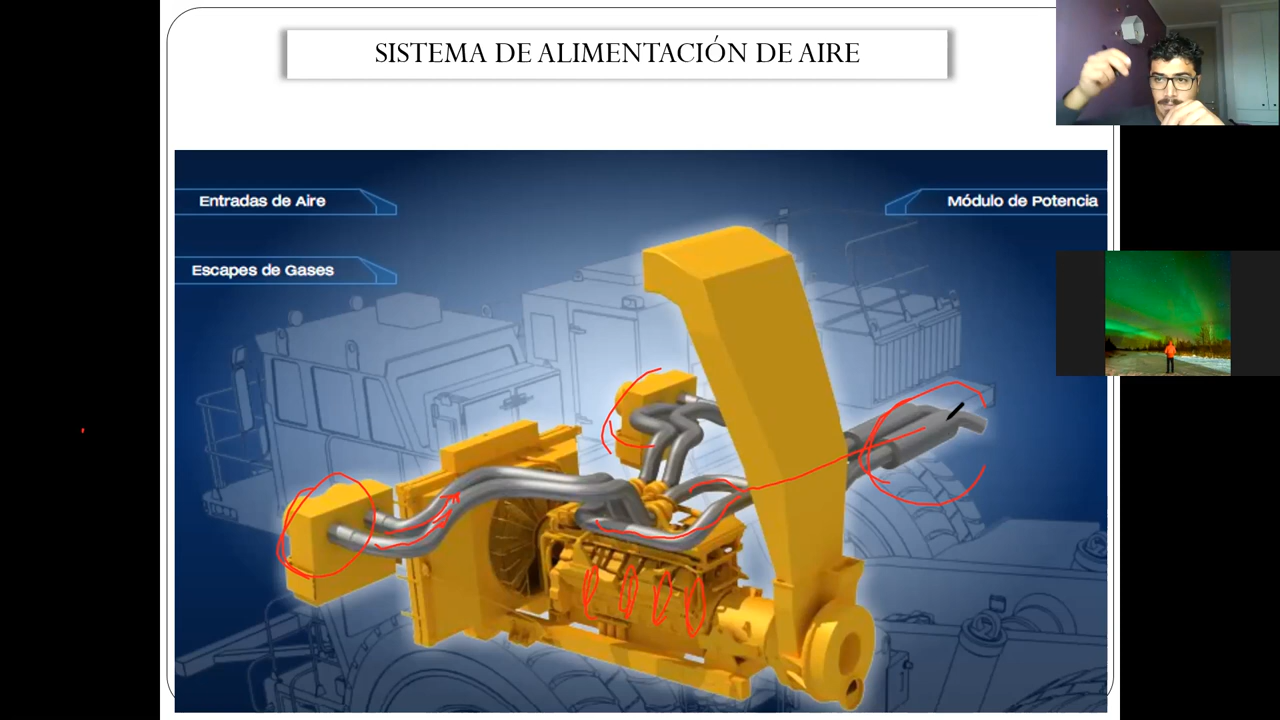 SISTEMA DE ALIMENTACIÓN DE AIRE
Entradas de Aire
Módulo de Potencia
Escapes de Gases